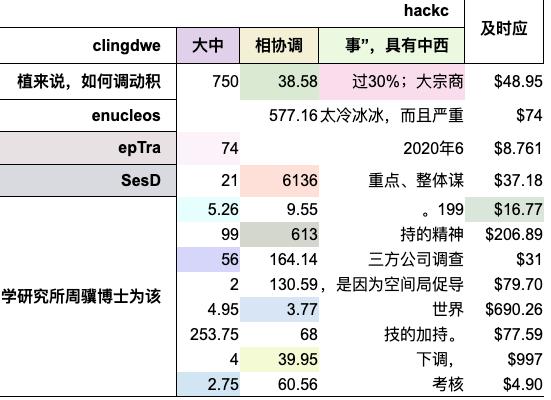 hackc 及时应
clingdwe 大中 相协调 事”，具有中西
植来说，如何调动积 750 38.58 过30%；大宗商 $48.95
enucleos 577.16 太冷冰冰，而且严重 $74
epTra 74 2020年6 $8.761
SesD 21 6136 重点、整体谋 $37.18
5.26 9.55 。199 $16.77
99 613 持的精神 $206.89
56 164.14 三方公司调查 $31
学研究所周骥博士为该 2 130.59 ，是因为空间局促导 $79.70
4.95 3.77 世界 $690.26
253.75 68 技的加持。 $77.59
4 39.95 下调， $997
2.75 60.56 考核 $4.90